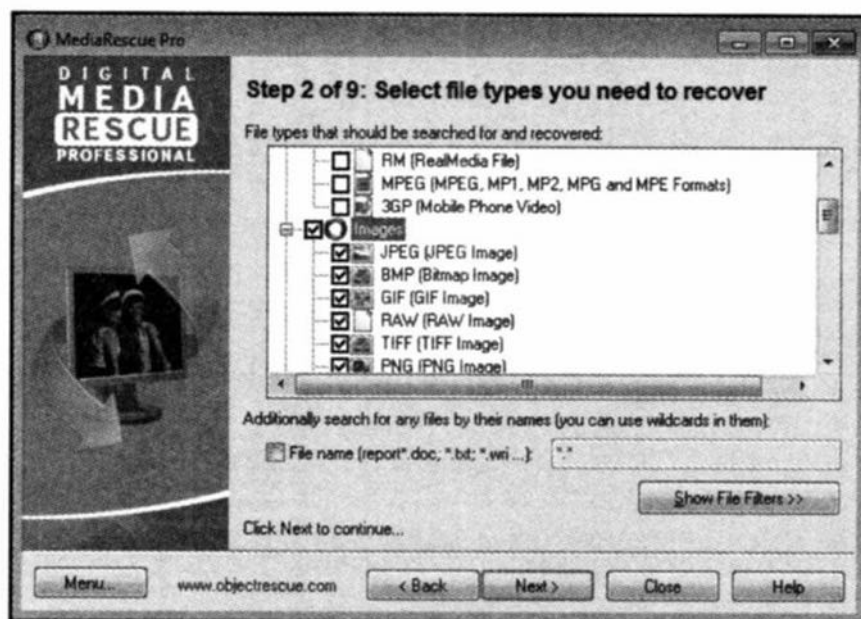 MediaRescue Pro
DIGITAL
MEDIA
RESCUE
PROFESSIONAL
Step 2 of 9: Select file types you need to recover
File types that should be searched for and recovered:
RM (RealMedia File)
MPEG (MPEG, MP1, MP2, MPG and MPE Formats)
3GP (Mobile Phone Video)
Images
JPEG (JPEG Image)
BMP (Bitmap Image)
GIF (GIF Image)
RAW (RAW Image)
TIFF (TIFF Image)
PNG (PNG Image)
Additionally search for any files by their names (you can use wildcards in them):
File name (report*.doc; *.txt; *.wri ...): *.*
Show File Filters >>
Click Next to continue...
Menu... www.objectrescue.com < Back Next > Close Help